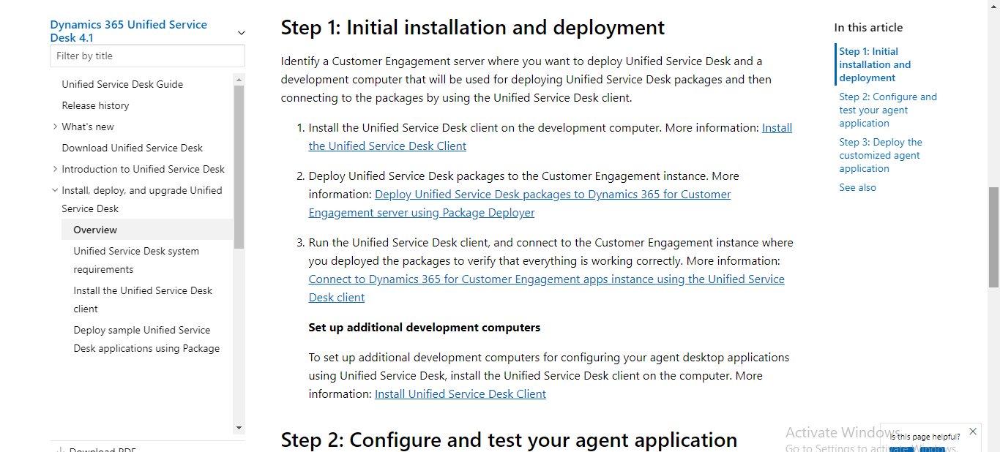 Dynamics 365 Unified Service
Desk 4.1
Filter by title
Unified Service Desk Guide
Release history
What's new
Download Unified Service Desk
Introduction to Unified Service Desk
Install, deploy, and upgrade Unified
Service Desk
Overview
Unified Service Desk system
requirements
Install the Unified Service Desk
client
Deploy sample Unified Service
Desk applications using Package
Download PDF
Step 1: Initial installation and deployment
Identify a Customer Engagement server where you want to deploy Unified Service Desk and a
development computer that will be used for deploying Unified Service Desk packages and then
connecting to the packages by using the Unified Service Desk client.
1. Install the Unified Service Desk client on the development computer. More information: Install
the Unified Service Desk Client
2. Deploy Unified Service Desk packages to the Customer Engagement instance. More
information: Deploy Unified Service Desk packages to Dynamics 365 for Customer
Engagement server using Package Deployer
3. Run the Unified Service Desk client, and connect to the Customer Engagement instance where
you deployed the packages to verify that everything is working correctly. More information:
Connect to Dynamics 365 for Customer Engagement apps instance using the Unified Service
Desk client
Set up additional development computers
To set up additional development computers for configuring your agent desktop applications
using Unified Service Desk, install the Unified Service Desk client on the computer. More
information: Install Unified Service Desk Client
Step 2: Configure and test your agent application
In this article
Step 1: Initial
installation and
deployment
Step 2: Configure and
test your agent
application
Step 3: Deploy the
customized agent
application
See also
Activate Windows
Go to Settings to activate Windows.
Is this page helpful?